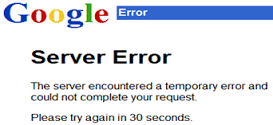 Google Error
Server Error
The server encountered a temporary error and
could not complete your request.
Please try again in 30 seconds.